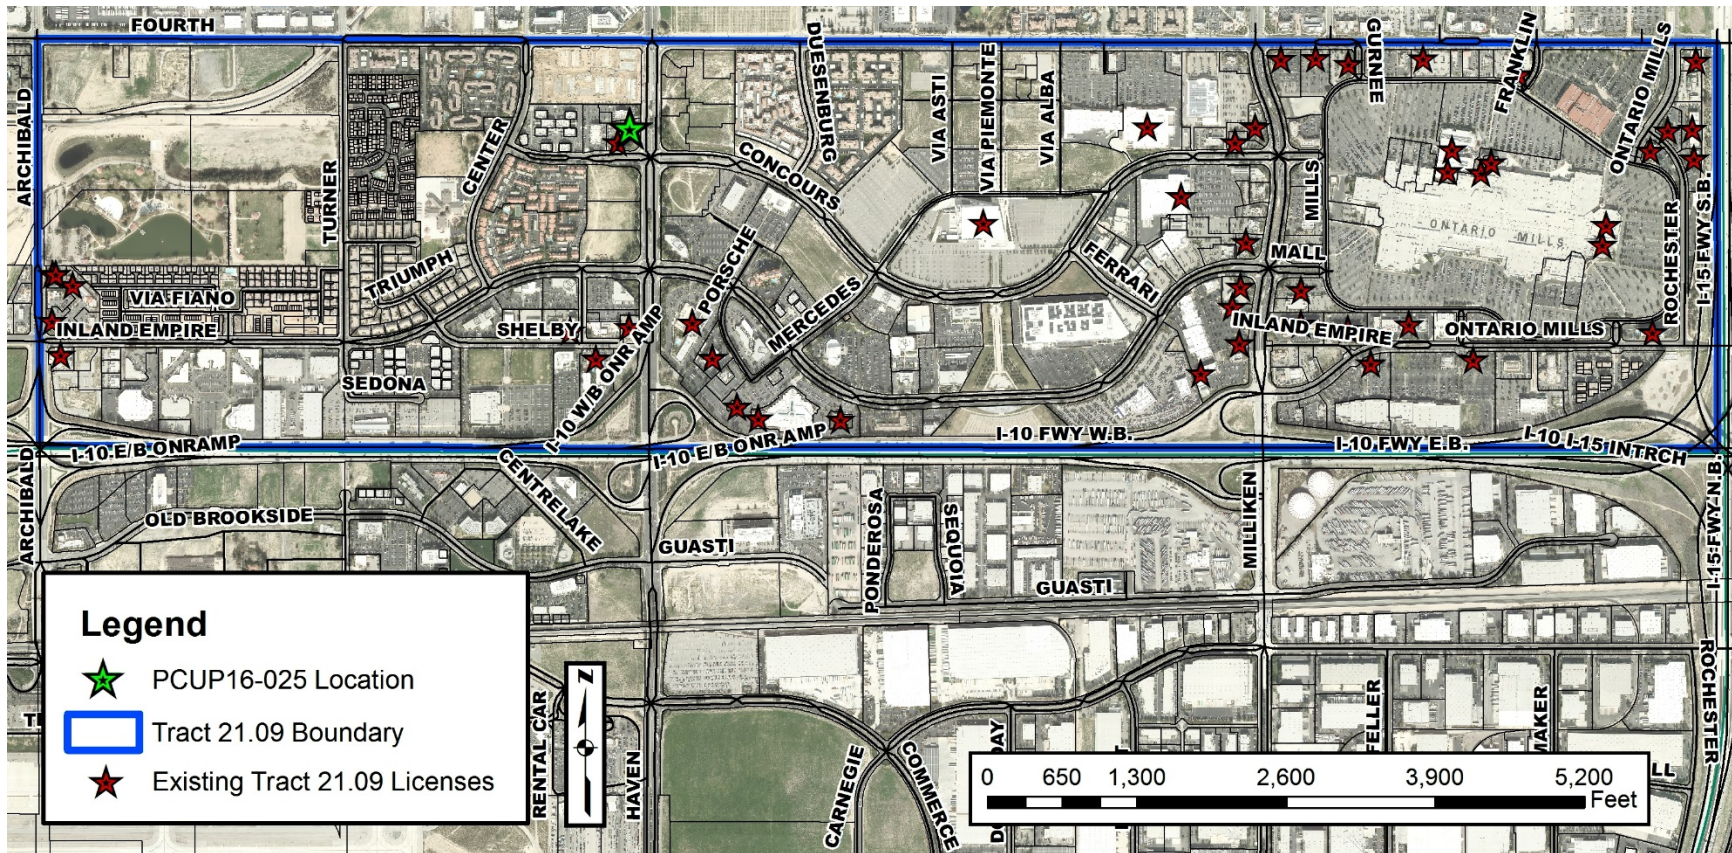 FOURTH
ARCHIBALD
TURNER
CENTER
DUESENBURG
CONCOURS
VIA ASTI
VIA PIEMONTE
VIA ALBA
GURNEE
FRANKLIN
ONTARIO MILLS
MILLS
ONTARIO MILLS
I-15 FWY S.B.
ROCHESTER
MALL
FERRARI
PORSCHE
MERCEDES
TRIUMPH
VIA FIANO
INLAND EMPIRE
SHELBY
SEDONA
I-10 W/B ONR AMP
INLAND EMPIRE
ONTARIO MILLS
I-10 E/B ONRAMP
I-10 E/B ONR AMP
I-10 FWY W.B.
I-10 FWY E.B.
I-10 I-15 INTRCH
ARCHIBALD
OLD BROOKSIDE
CENTRELAKE
GUASTI
PONDEROSA
SEQUOIA
GUASTI
MILLIKEN
I-15 FWY N.B.
ROCHESTER
Legend
PCUP16-025 Location
Tract 21.09 Boundary
Existing Tract 21.09 Licenses
RENTAL CAR
Z
HAVEN
CARNEGIE
COMMERCE
0 650 1,300 2,600 3,900 5,200
Feet